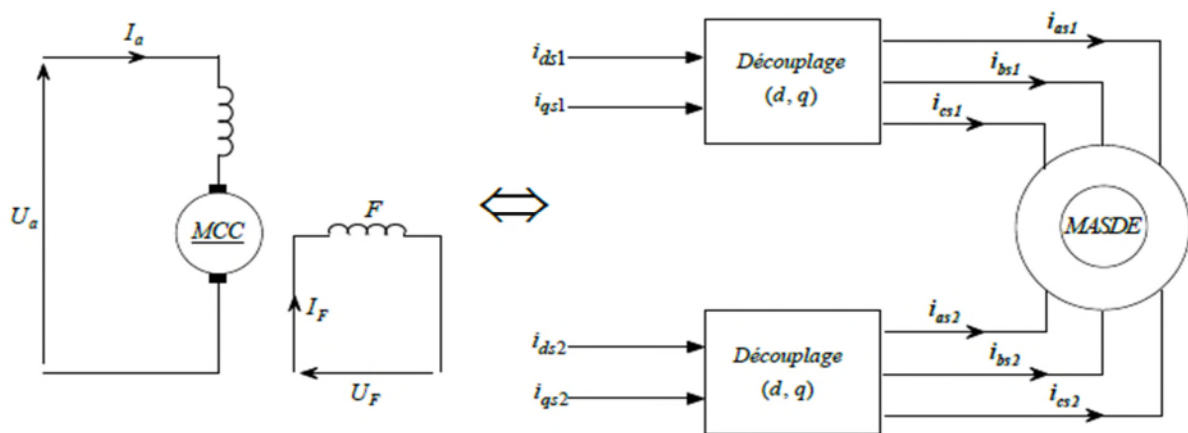 I_a
U_a
MCC
F
I_F
U_F
i_ds1
i_qs1
Découplage
(d, q)
i_as1
i_bs1
i_cs1
MASDE
i_ds2
i_qs2
Découplage
(d, q)
i_as2
i_bs2
i_cs2